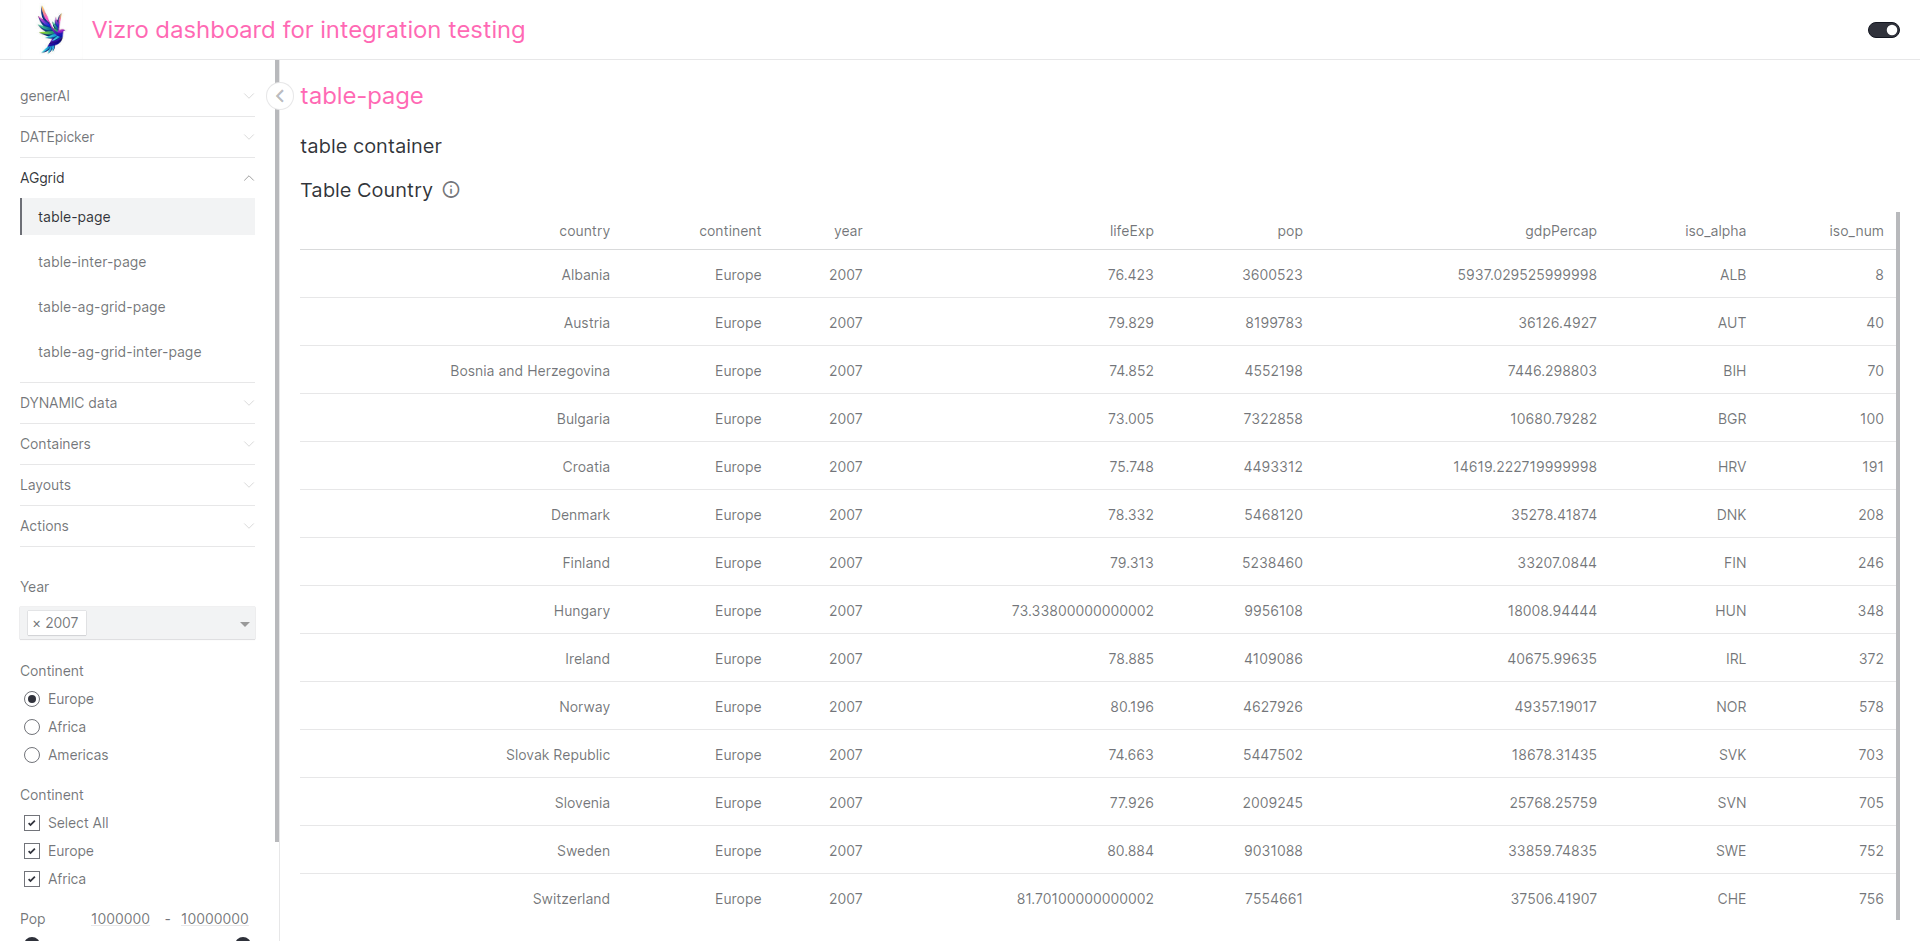 Vizro dashboard for integration testing
generAI
DATEpicker
AGgrid
table-page
table-inter-page
table-ag-grid-page
table-ag-grid-inter-page
DYNAMIC data
Containers
Layouts
Actions
Year
× 2007
Continent
Europe
Africa
Americas
Continent
Select All
Europe
Africa
Pop 1000000 - 10000000
table-page
table container
Table Country
country continent year lifeExp pop gdpPercap iso_alpha iso_num
Albania Europe 2007 76.423 3600523 5937.029525999998 ALB 8
Austria Europe 2007 79.829 8199783 36126.4927 AUT 40
Bosnia and Herzegovina Europe 2007 74.852 4552198 7446.298803 BIH 70
Bulgaria Europe 2007 73.005 7322858 10680.79282 BGR 100
Croatia Europe 2007 75.748 4493312 14619.222719999998 HRV 191
Denmark Europe 2007 78.332 5468120 35278.41874 DNK 208
Finland Europe 2007 79.313 5238460 33207.0844 FIN 246
Hungary Europe 2007 73.33800000000002 9956108 18008.94444 HUN 348
Ireland Europe 2007 78.885 4109086 40675.99635 IRL 372
Norway Europe 2007 80.196 4627926 49357.19017 NOR 578
Slovak Republic Europe 2007 74.663 5447502 18678.31435 SVK 703
Slovenia Europe 2007 77.926 2009245 25768.25759 SVN 705
Sweden Europe 2007 80.884 9031088 33859.74835 SWE 752
Switzerland Europe 2007 81.70100000000002 7554661 37506.41907 CHE 756